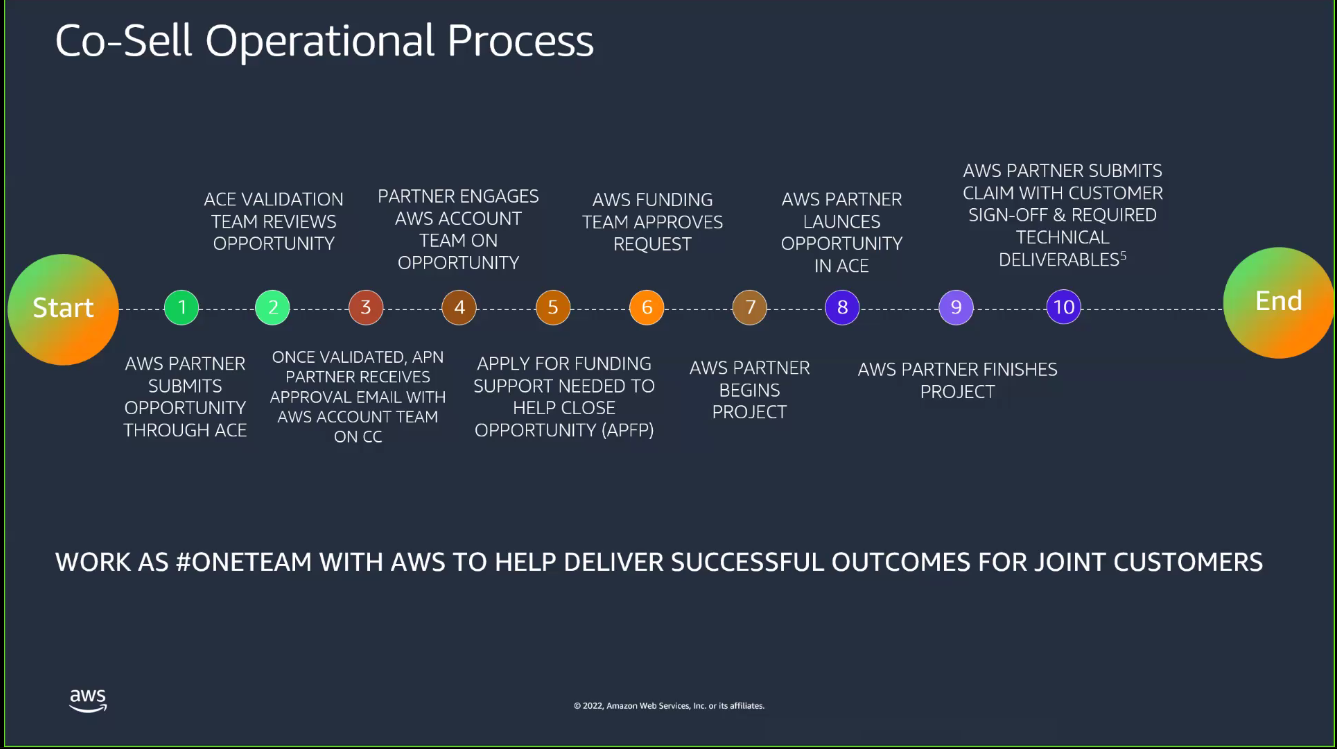 Co-Sell Operational Process
Start
1
AWS PARTNER
SUBMITS
OPPORTUNITY
THROUGH ACE
2
ACE VALIDATION
TEAM REVIEWS
OPPORTUNITY
3
ONCE VALIDATED, APN
PARTNER RECEIVES
APPROVAL EMAIL WITH
AWS ACCOUNT TEAM
ON CC
4
PARTNER ENGAGES
AWS ACCOUNT
TEAM ON
OPPORTUNITY
5
APPLY FOR FUNDING
SUPPORT NEEDED TO
HELP CLOSE
OPPORTUNITY (APFP)
6
AWS FUNDING
TEAM APPROVES
REQUEST
7
AWS PARTNER
BEGINS
PROJECT
8
AWS PARTNER
LAUNCES
OPPORTUNITY
IN ACE
9
AWS PARTNER FINISHES
PROJECT
10
AWS PARTNER SUBMITS
CLAIM WITH CUSTOMER
SIGN-OFF & REQUIRED
TECHNICAL
DELIVERABLES⁵
End
WORK AS #ONETEAM WITH AWS TO HELP DELIVER SUCCESSFUL OUTCOMES FOR JOINT CUSTOMERS
aws
© 2022, Amazon Web Services, Inc. or its affiliates.